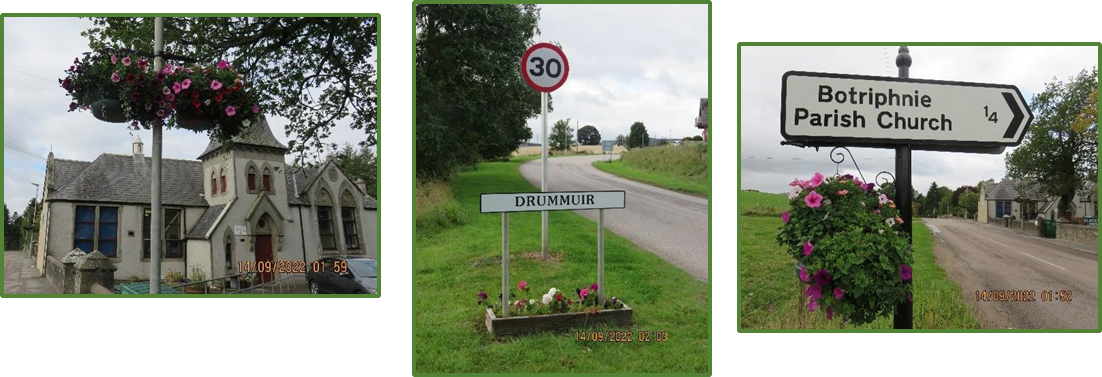 14/09/2022 01 59
30
DRUMMUIR
14/09/2022 02:03
Botriphnie
Parish Church 1/4
14/09/2022 01:52